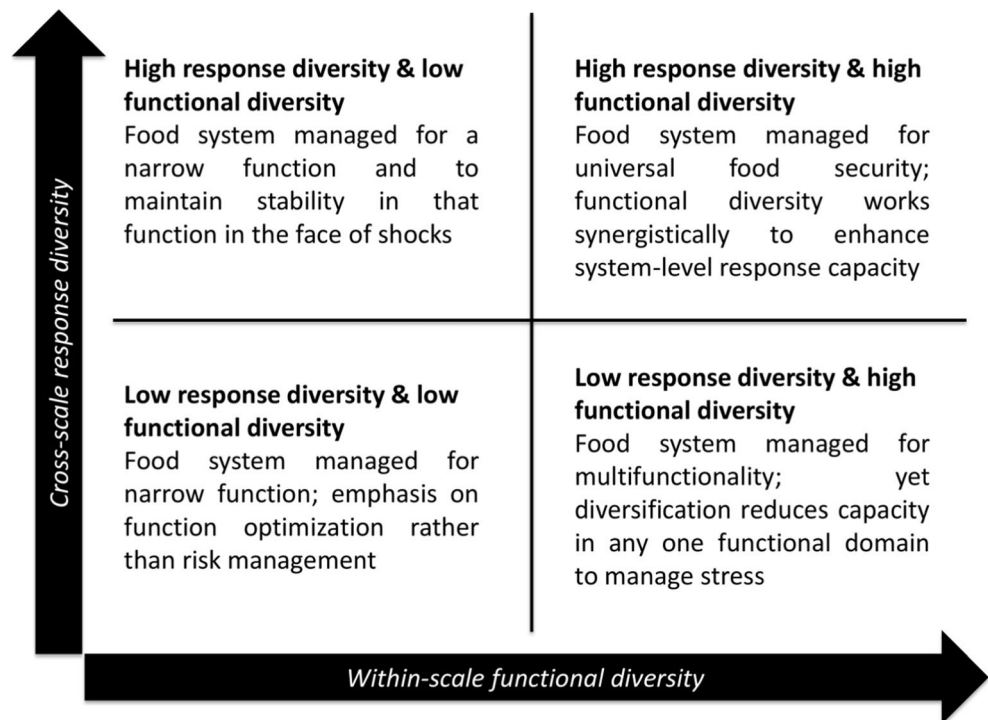 Cross-scale response diversity
High response diversity & low
functional diversity
Food system managed for a
narrow function and to
maintain stability in that
function in the face of shocks
High response diversity & high
functional diversity
Food system managed for
universal food security;
functional diversity works
synergistically to enhance
system-level response capacity
Low response diversity & low
functional diversity
Food system managed for
narrow function; emphasis on
function optimization rather
than risk management
Low response diversity & high
functional diversity
Food system managed for
multifunctionality; yet
diversification reduces capacity
in any one functional domain
to manage stress
Within-scale functional diversity